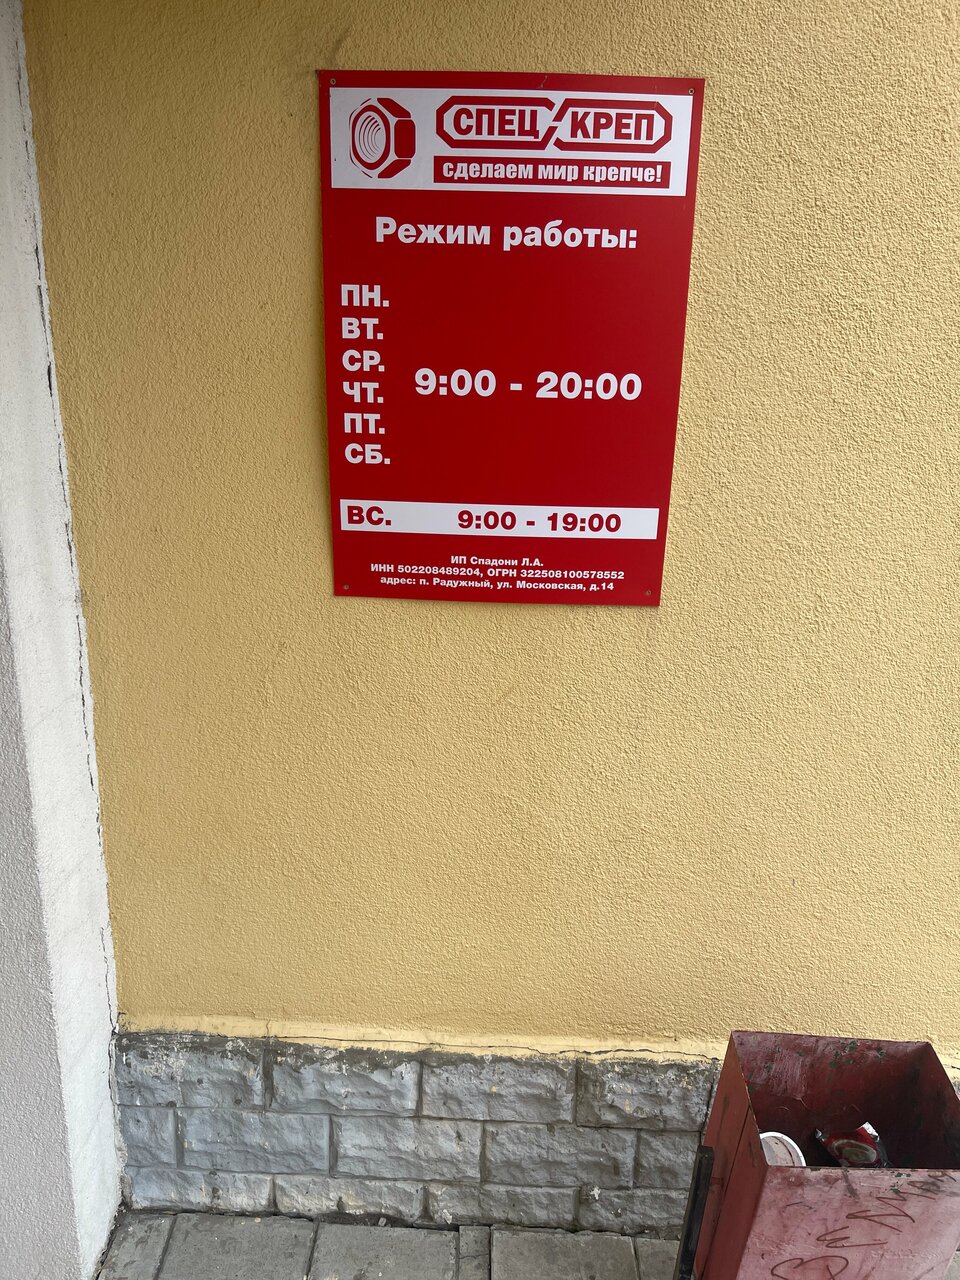 СПЕЦ КРЕП
сделаем мир крепче!
Режим работы:
ПН.
ВТ.
СР.
ЧТ.
ПТ.
СБ.
9:00 - 20:00
ВС. 9:00 - 19:00
ИП Спадони Л.А.
ИНН 502208489204, ОГРН 322508100578552
адрес: п. Радужный, ул. Московская, д.14